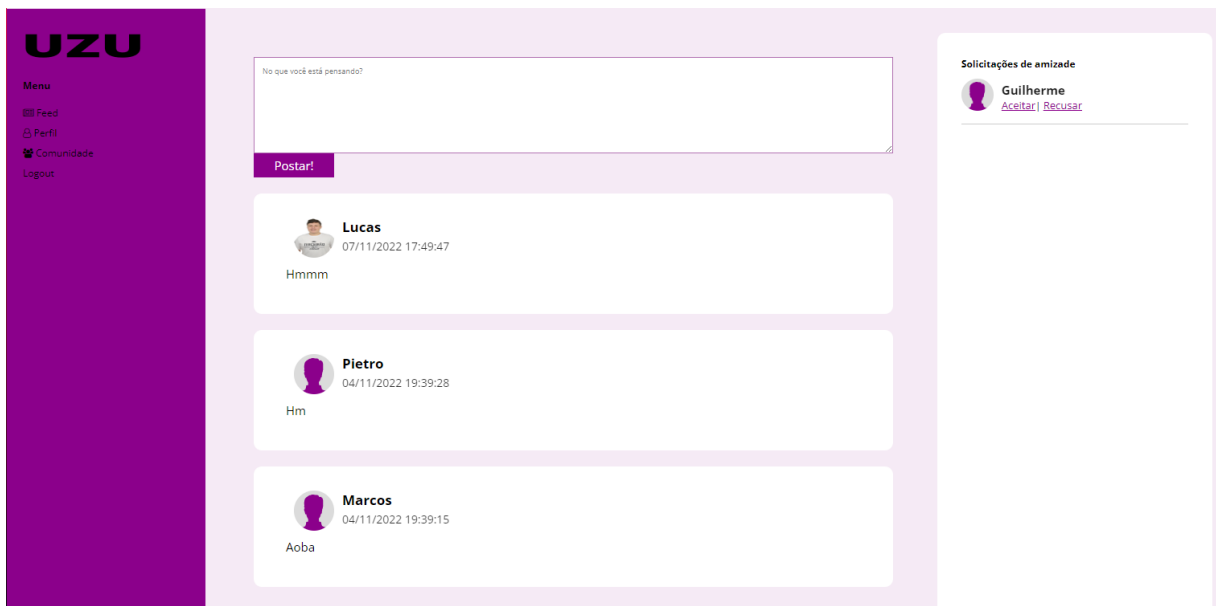 UZU
Menu
Feed
Perfil
Comunidade
Logout
No que você está pensando?
Postar!
Lucas
07/11/2022 17:49:47
Hmmm
Pietro
04/11/2022 19:39:28
Hm
Marcos
04/11/2022 19:39:15
Aoba
Solicitações de amizade
Guilherme
Aceitar| Recusar